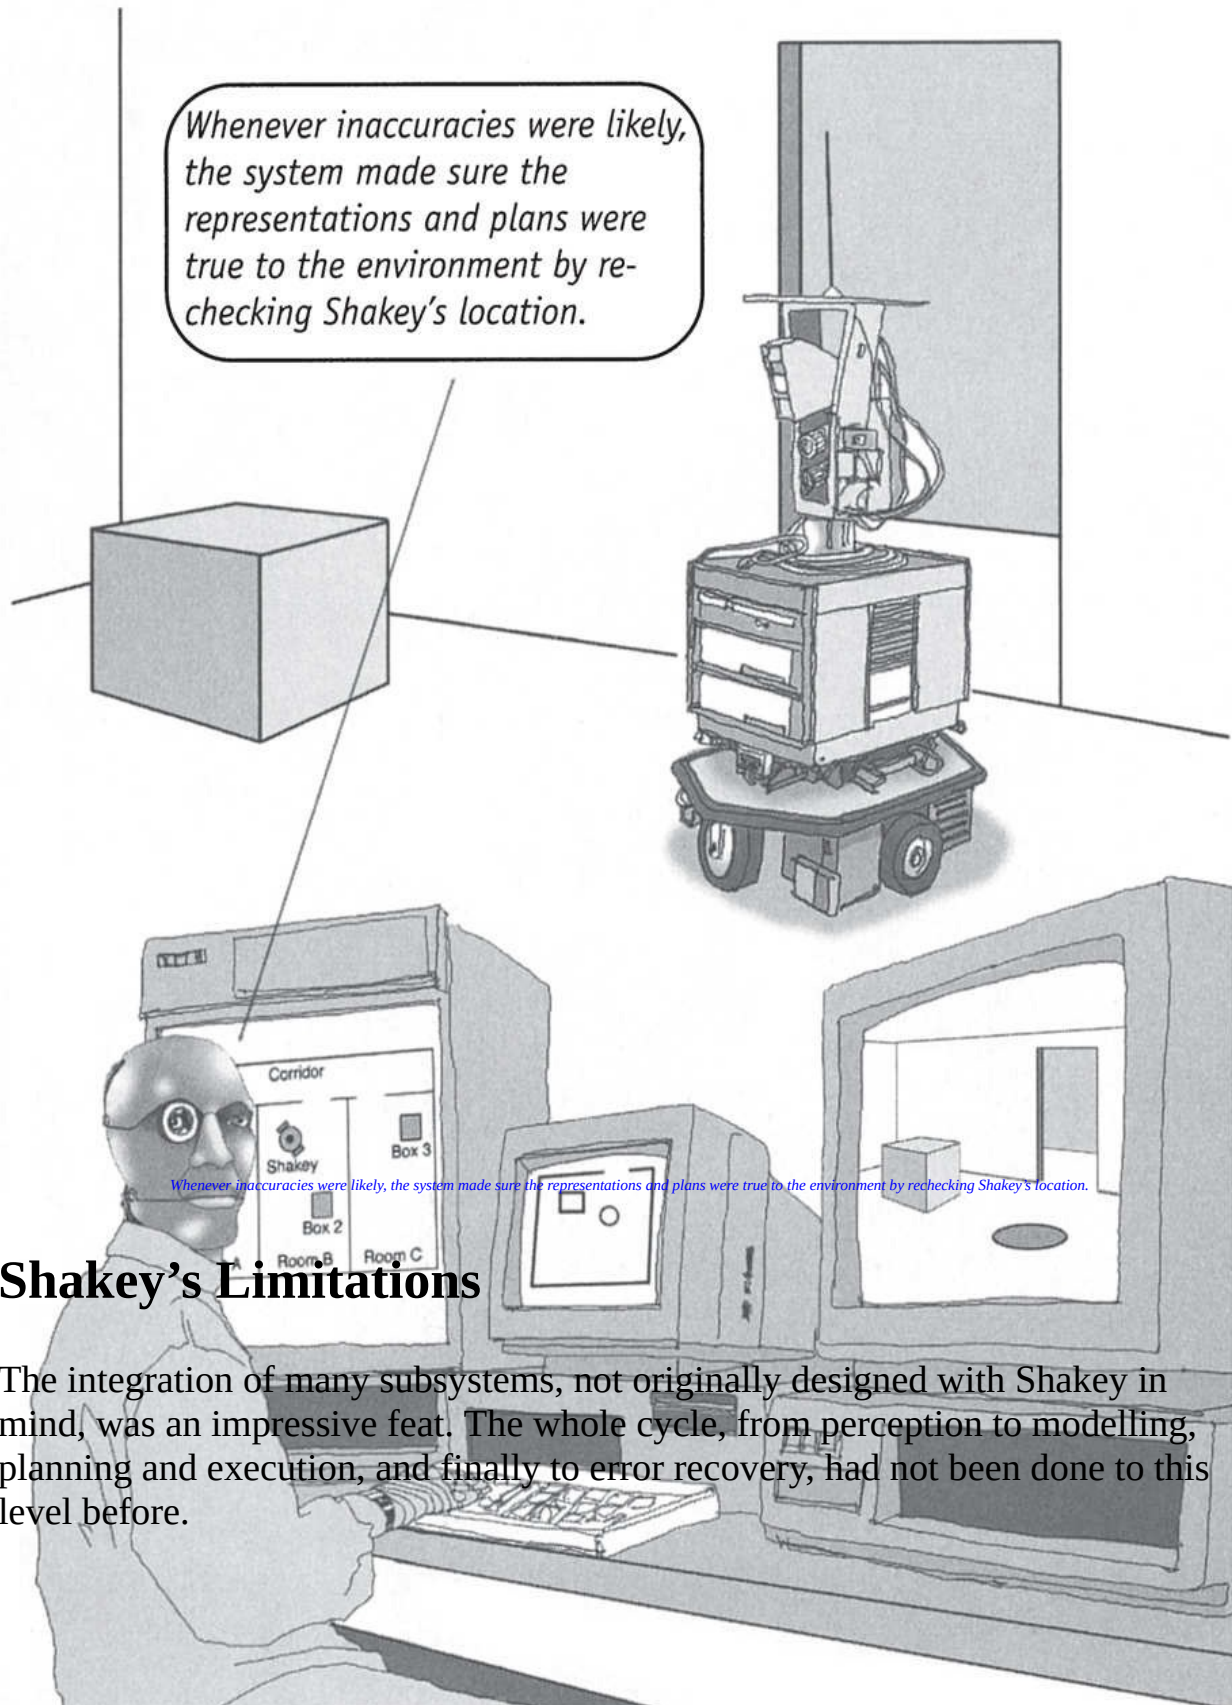 Whenever inaccuracies were likely,
the system made sure the
representations and plans were
true to the environment by re-
checking Shakey's location.
Corridor
Shakey
Box 3
Box 2
A
Room B
Room C
Whenever inaccuracies were likely, the system made sure the representations and plans were true to the environment by rechecking Shakey's location.
Shakey's Limitations
The integration of many subsystems, not originally designed with Shakey in
mind, was an impressive feat. The whole cycle, from perception to modelling,
planning and execution, and finally to error recovery, had not been done to this
level before.